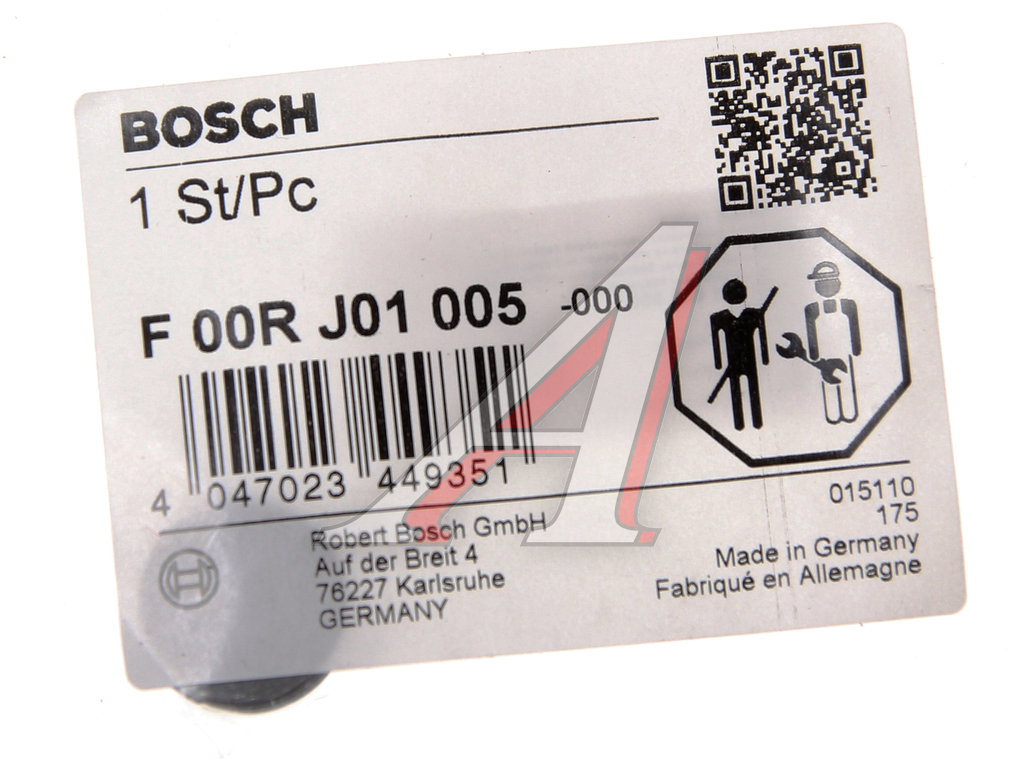 BOSCH
1 St/Pc
F 00R J01 005 -000
4 047023 449351
015110
175
Robert Bosch GmbH
Auf der Breit 4
76227 Karlsruhe
GERMANY
Made in Germany
Fabriqué en Allemagne